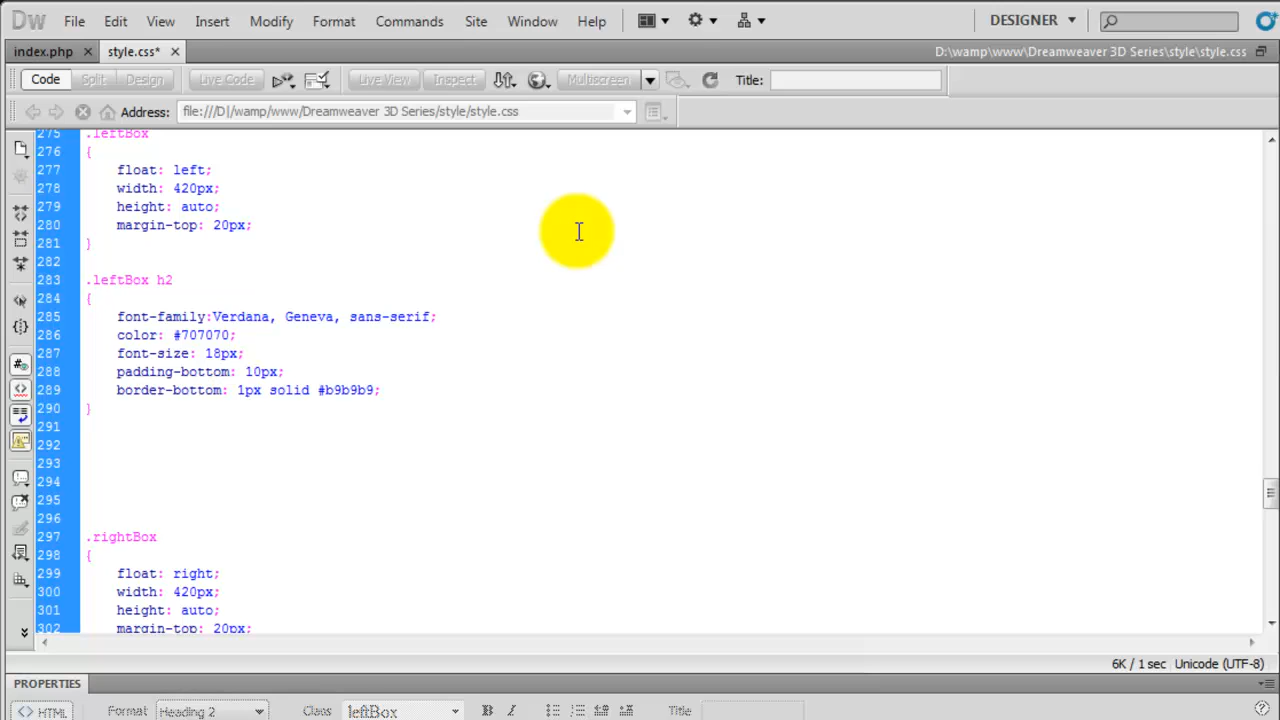 Dw File Edit View Insert Modify Format Commands Site Window Help DESIGNER
index.php style.css* D:\wamp\www\Dreamweaver 3D Series\style\style.css
Code Split Design Live Code Live View Inspect Multiscreen Title:
Address: file:///D|/wamp/www/Dreamweaver 3D Series/style/style.css
275 .leftBox
276 {
277 float: left;
278 width: 420px;
279 height: auto;
280 margin-top: 20px;
281 }
282
283 .leftBox h2
284 {
285 font-family:Verdana, Geneva, sans-serif;
286 color: #707070;
287 font-size: 18px;
288 padding-bottom: 10px;
289 border-bottom: 1px solid #b9b9b9;
290 }
291
292
293
294
295
296
297 .rightBox
298 {
299 float: right;
300 width: 420px;
301 height: auto;
302 margin-top: 20px;
6K / 1 sec Unicode (UTF-8)
PROPERTIES
<> HTML Format Heading 2 Class leftBox B I Title